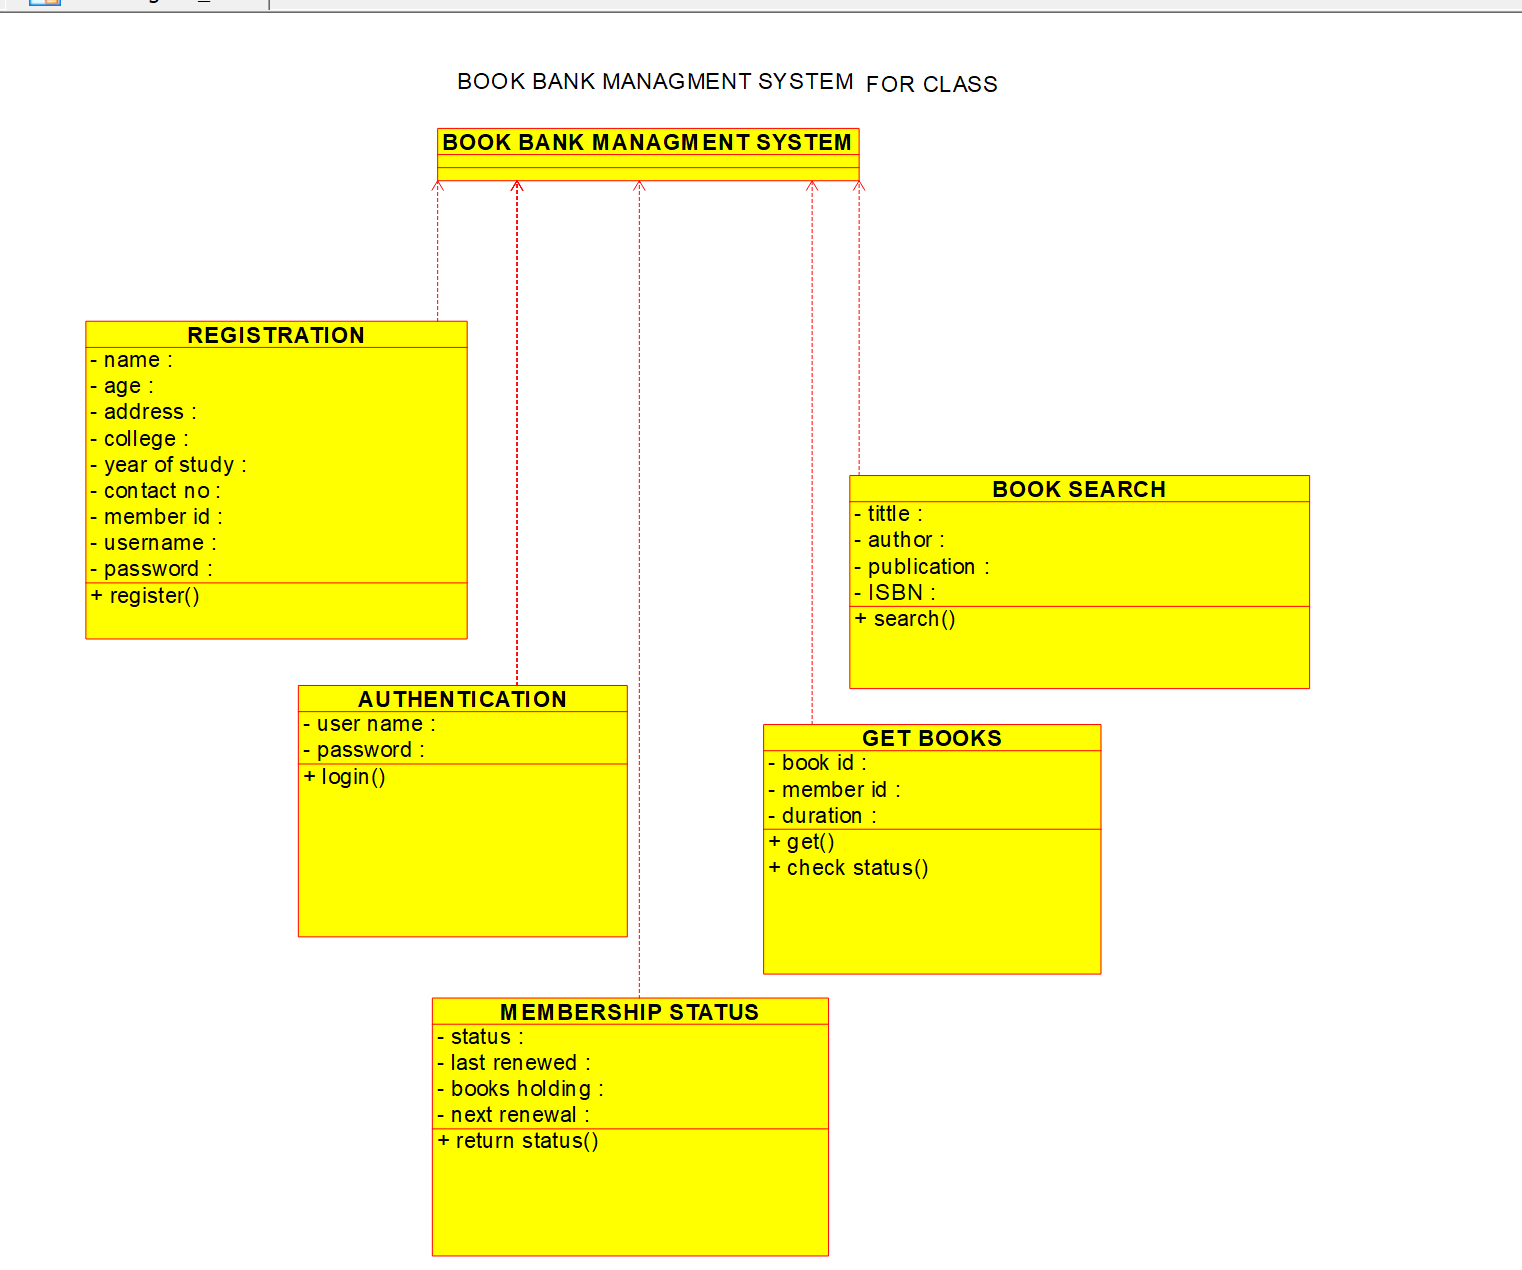 BOOK BANK MANAGMENT SYSTEM FOR CLASS
BOOK BANK MANAGMENT SYSTEM
REGISTRATION
- name :
- age :
- address :
- college :
- year of study :
- contact no :
- member id :
- username :
- password :
+ register()
BOOK SEARCH
- tittle :
- author :
- publication :
- ISBN :
+ search()
AUTHENTICATION
- user name :
- password :
+ login()
GET BOOKS
- book id :
- member id :
- duration :
+ get()
+ check status()
MEMBERSHIP STATUS
- status :
- last renewed :
- books holding :
- next renewal :
+ return status()